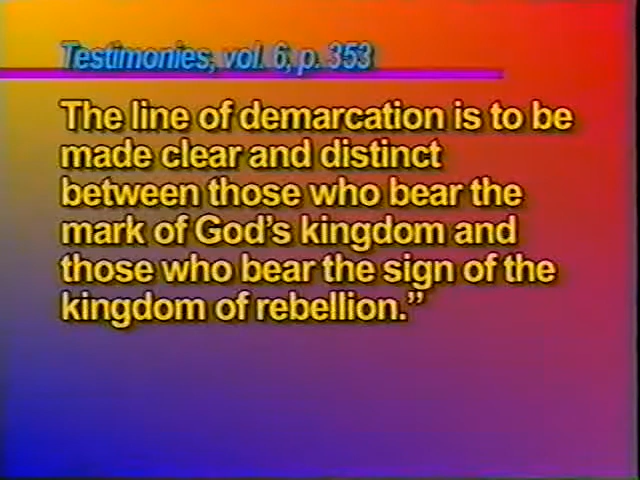 Testimonies, vol. 6, p. 353
The line of demarcation is to be
made clear and distinct
between those who bear the
mark of God's kingdom and
those who bear the sign of the
kingdom of rebellion.”